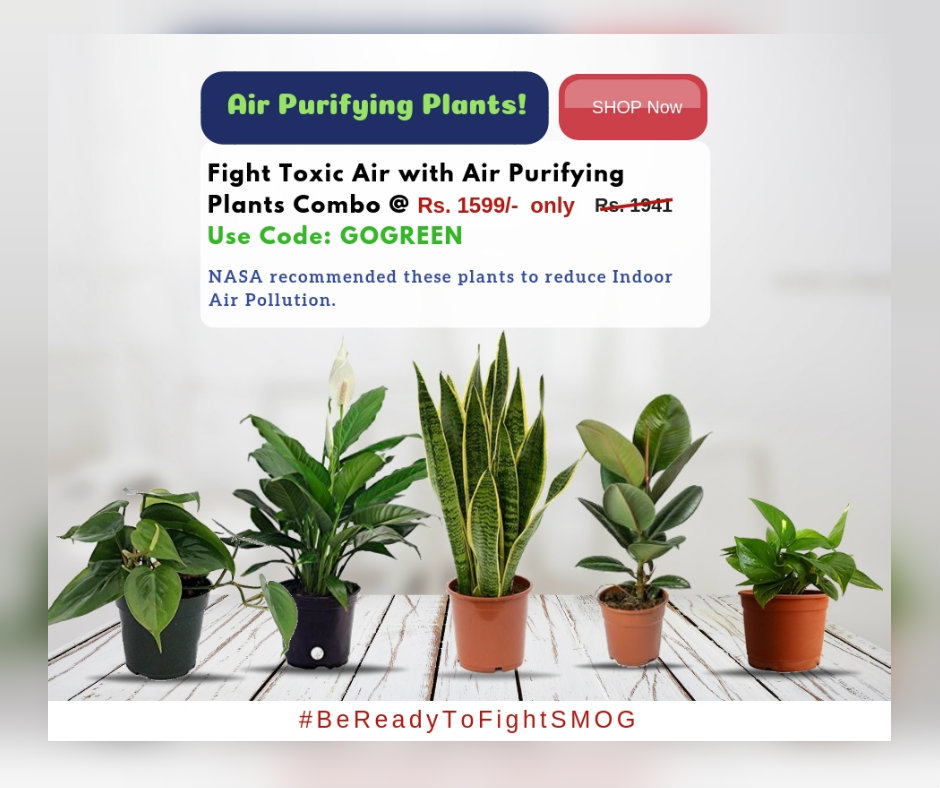 Air Purifying Plants!
SHOP Now
Fight Toxic Air with Air Purifying
Plants Combo @ Rs. 1599/- only Rs. 1941
Use Code: GOGREEN
NASA recommended these plants to reduce Indoor
Air Pollution.
#BeReadyToFightSMOG